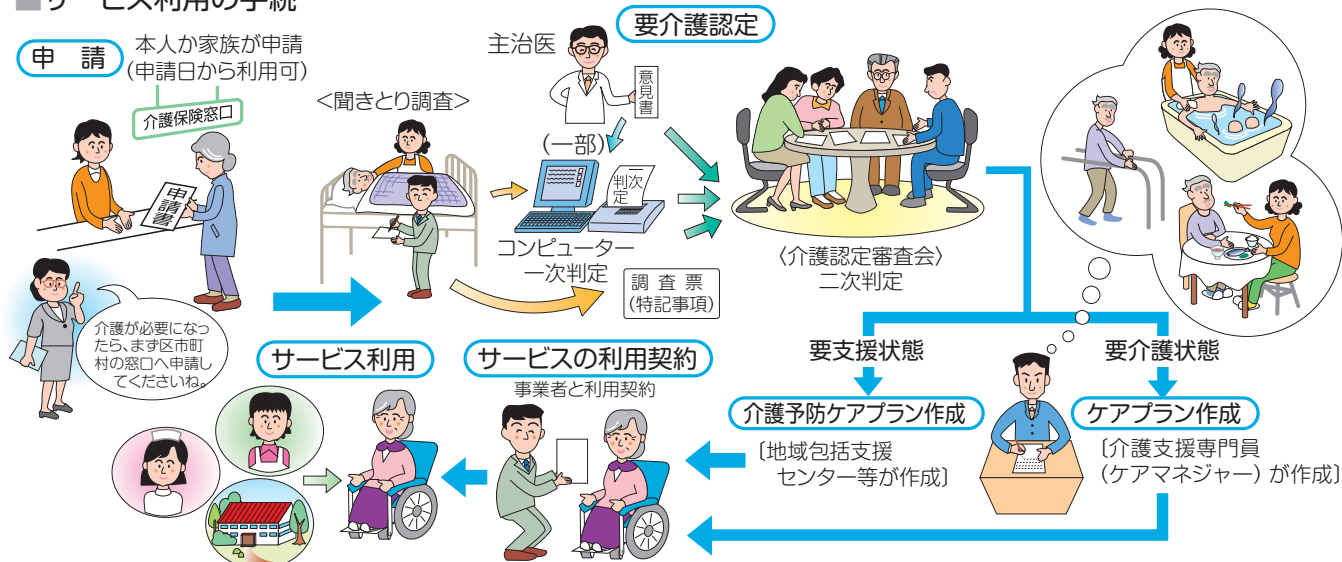 ■サービス利用の手続
申　請
本人か家族が申請
(申請日から利用可)
介護保険窓口
申請書
介護が必要になっ
たら、まず区市町
村の窓口へ申請し
てくださいね。
<聞きとり調査>
主治医
意見書
要介護認定
(一部)
一次
判定
コンピューター
一次判定
調 査 票
(特記事項)
〈介護認定審査会〉
二次判定
要支援状態
要介護状態
介護予防ケアプラン作成
〔地域包括支援
センター等が作成〕
ケアプラン作成
〔介護支援専門員
(ケアマネジャー) が作成〕
サービスの利用契約
事業者と利用契約
サービス利用